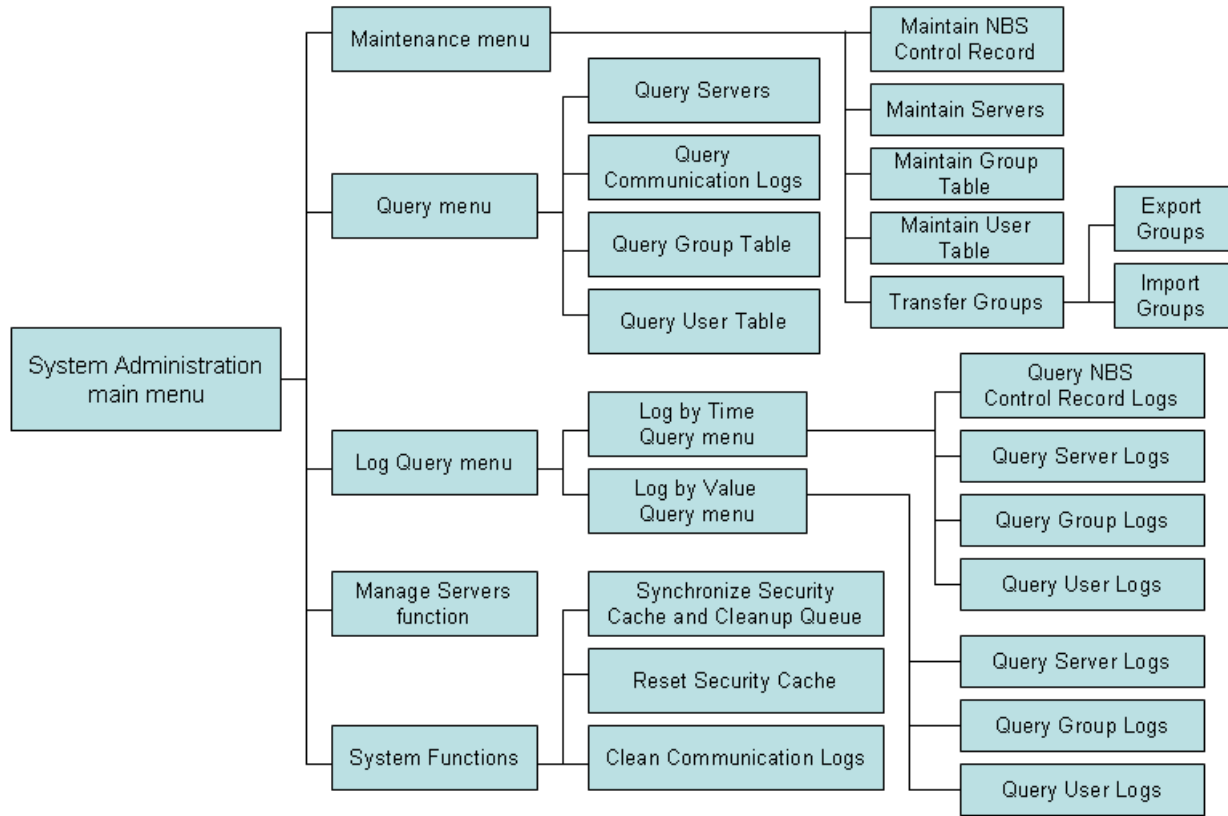 System Administration
main menu
Maintenance menu
Maintain NBS
Control Record
Maintain Servers
Maintain Group
Table
Maintain User
Table
Transfer Groups
Export
Groups
Import
Groups
Query menu
Query Servers
Query
Communication Logs
Query Group Table
Query User Table
Log Query menu
Log by Time
Query menu
Query NBS
Control Record Logs
Query Server Logs
Query Group Logs
Query User Logs
Log by Value
Query menu
Query Server Logs
Query Group Logs
Query User Logs
Manage Servers
function
System Functions
Synchronize Security
Cache and Cleanup Queue
Reset Security Cache
Clean Communication Logs